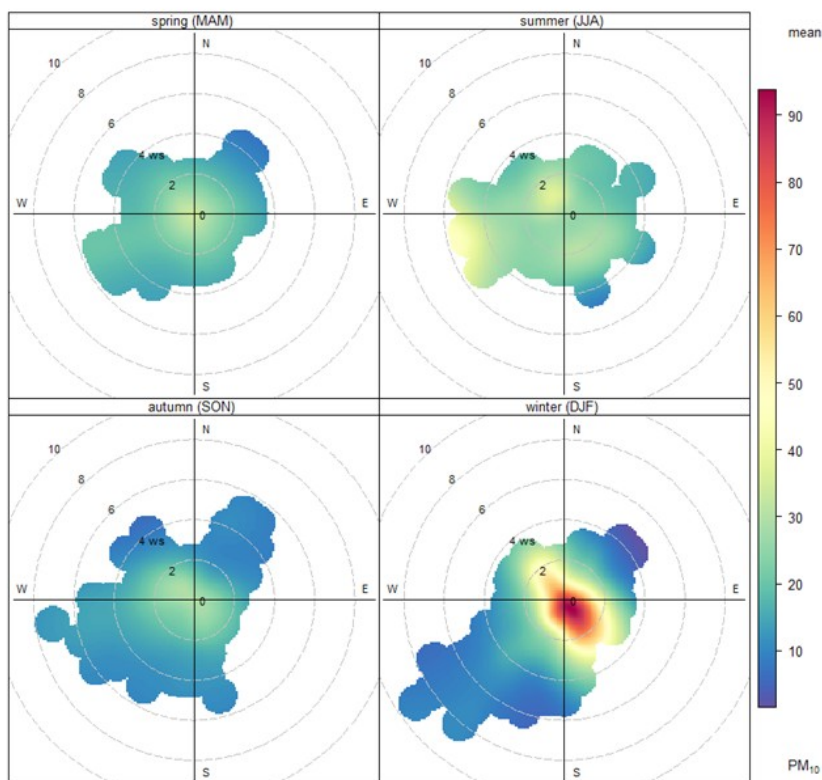 spring (MAM)
summer (JJA)
mean
N
10
8
6
4 ws
2
0
W
E
S
N
10
8
6
4 ws
2
0
W
E
S
autumn (SON)
winter (DJF)
N
10
8
6
4 ws
2
0
W
E
S
N
10
8
6
4 ws
2
0
W
E
S
90
80
70
60
50
40
30
20
10
PM₁₀